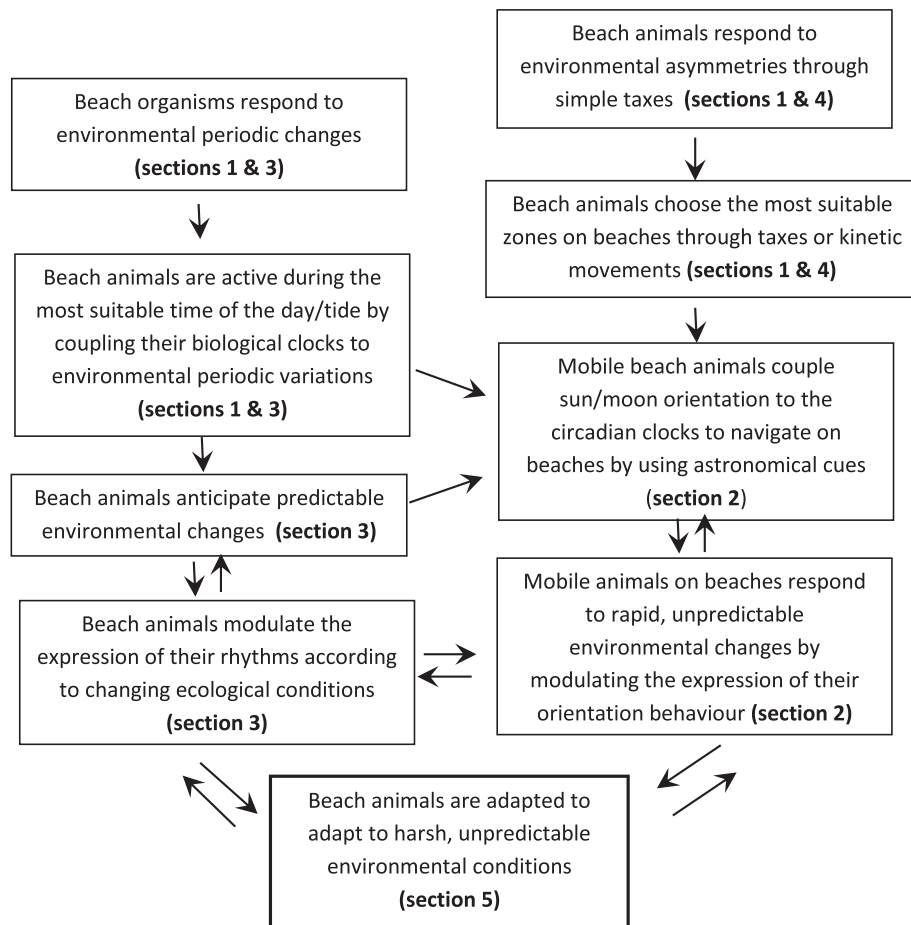 Beach organisms respond to
environmental periodic changes
(sections 1 & 3)
Beach animals are active during the
most suitable time of the day/tide by
coupling their biological clocks to
environmental periodic variations
(sections 1 & 3)
Beach animals anticipate predictable
environmental changes (section 3)
Beach animals modulate the
expression of their rhythms according
to changing ecological conditions
(section 3)
Beach animals respond to
environmental asymmetries through
simple taxes (sections 1 & 4)
Beach animals choose the most suitable
zones on beaches through taxes or kinetic
movements (sections 1 & 4)
Mobile beach animals couple
sun/moon orientation to the
circadian clocks to navigate on
beaches by using astronomical cues
(section 2)
Mobile animals on beaches respond
to rapid, unpredictable
environmental changes by
modulating the expression of their
orientation behaviour (section 2)
Beach animals are adapted to
adapt to harsh, unpredictable
environmental conditions
(section 5)